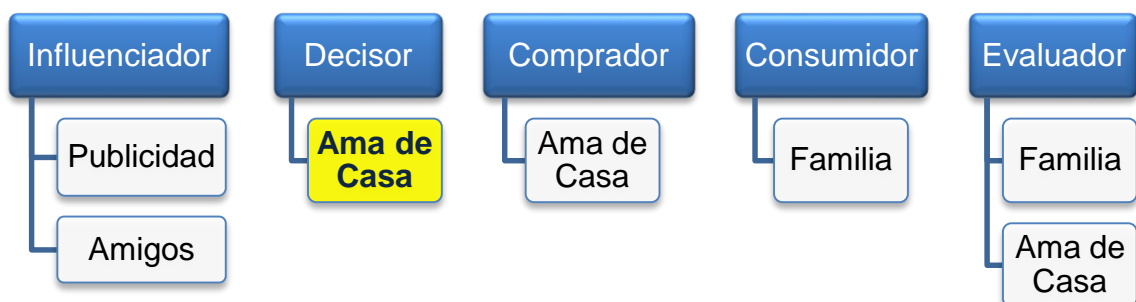 Influenciador
Publicidad
Amigos
Decisor
Ama de
Casa
Comprador
Ama de
Casa
Consumidor
Familia
Evaluador
Familia
Ama de
Casa